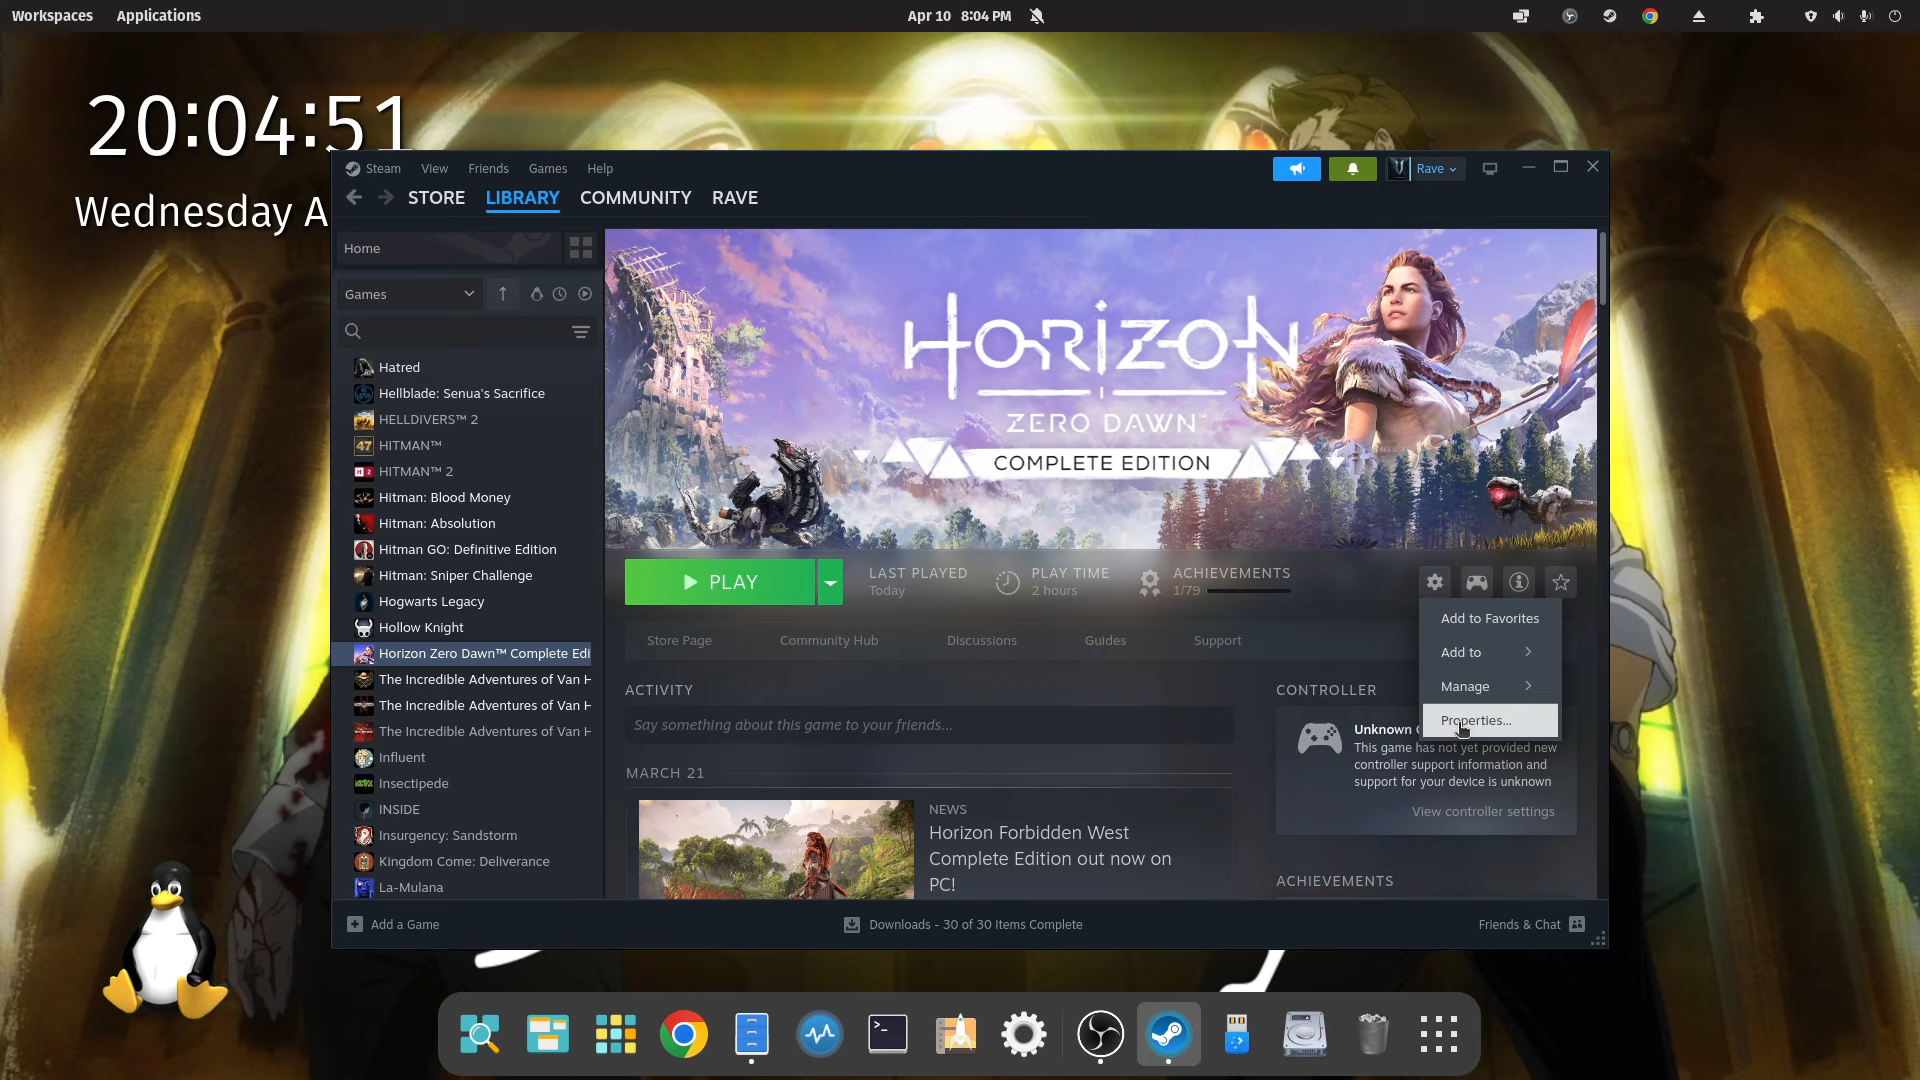 Workspaces
Applications
Apr 10 8:04 PM
20:04:51
Wednesday A
Steam View Friends Games Help
Rave
STORE LIBRARY COMMUNITY RAVE
Home
Games
Hatred
Hellblade: Senua's Sacrifice
HELLDIVERS™ 2
HITMAN™
HITMAN™ 2
Hitman: Blood Money
Hitman: Absolution
Hitman GO: Definitive Edition
Hitman: Sniper Challenge
Hogwarts Legacy
Hollow Knight
Horizon Zero Dawn™ Complete Edi
The Incredible Adventures of Van H
The Incredible Adventures of Van H
The Incredible Adventures of Van H
Influent
Insectipede
INSIDE
Insurgency: Sandstorm
Kingdom Come: Deliverance
La-Mulana
HORIZON
ZERO DAWN™
COMPLETE EDITION
PLAY
LAST PLAYED
Today
PLAY TIME
2 hours
ACHIEVEMENTS
1/79
Store Page
Community Hub
Discussions
Guides
Support
Add to Favorites
Add to
Manage
Properties...
ACTIVITY
Say something about this game to your friends...
MARCH 21
NEWS
Horizon Forbidden West
Complete Edition out now on
PC!
CONTROLLER
Unknown
This game has not yet provided new
controller support information and
support for your device is unknown
View controller settings
ACHIEVEMENTS
Add a Game
Downloads - 30 of 30 Items Complete
Friends & Chat